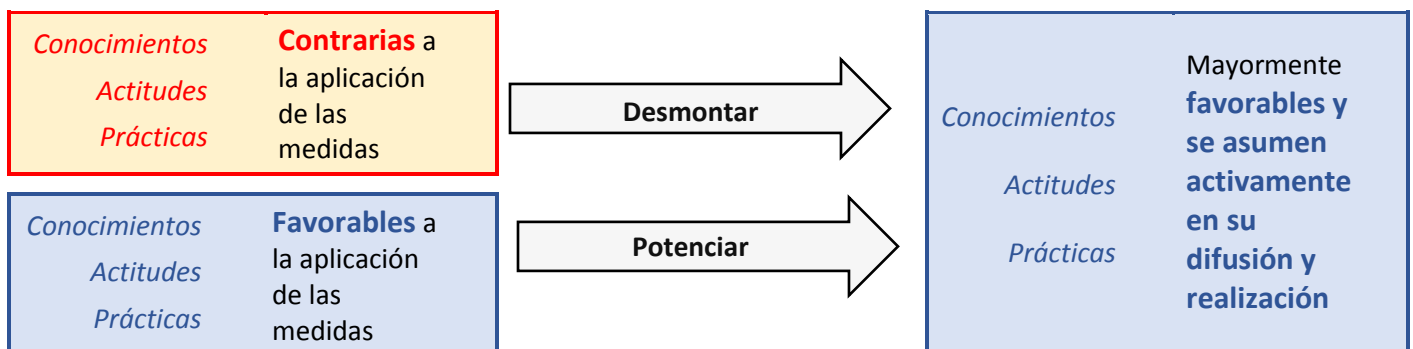 Conocimientos
Actitudes
Prácticas
Contrarias a
la aplicación
de las
medidas
Desmontar
Conocimientos
Actitudes
Prácticas
Favorables a
la aplicación
de las
medidas
Potenciar
Conocimientos
Actitudes
Prácticas
Mayormente
favorables y
se asumen
activamente
en su
difusión y
realización